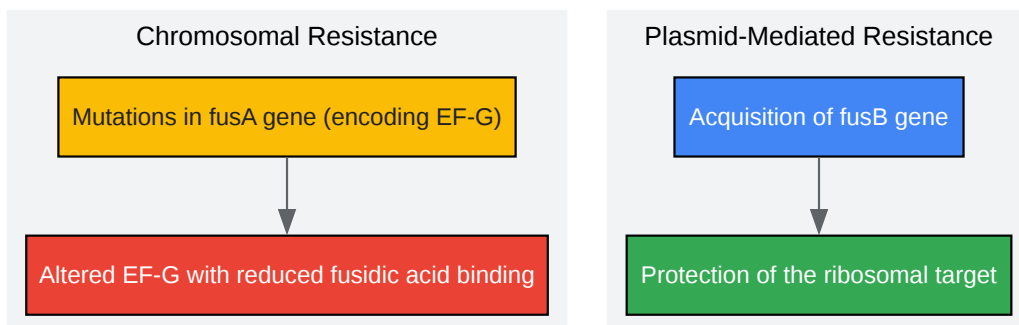 Chromosomal Resistance
Mutations in fusA gene (encoding EF-G)
Altered EF-G with reduced fusidic acid binding
Plasmid-Mediated Resistance
Acquisition of fusB gene
Protection of the ribosomal target